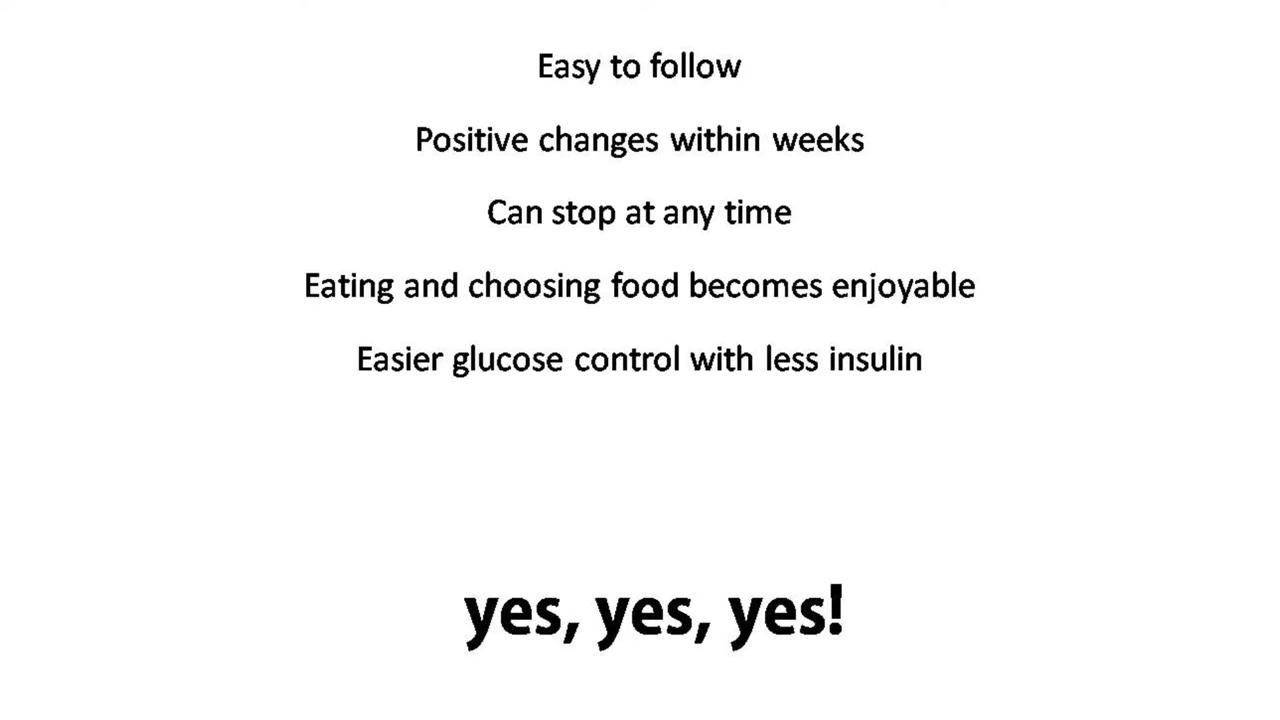 Easy to follow
Positive changes within weeks
Can stop at any time
Eating and choosing food becomes enjoyable
Easier glucose control with less insulin
yes, yes, yes!